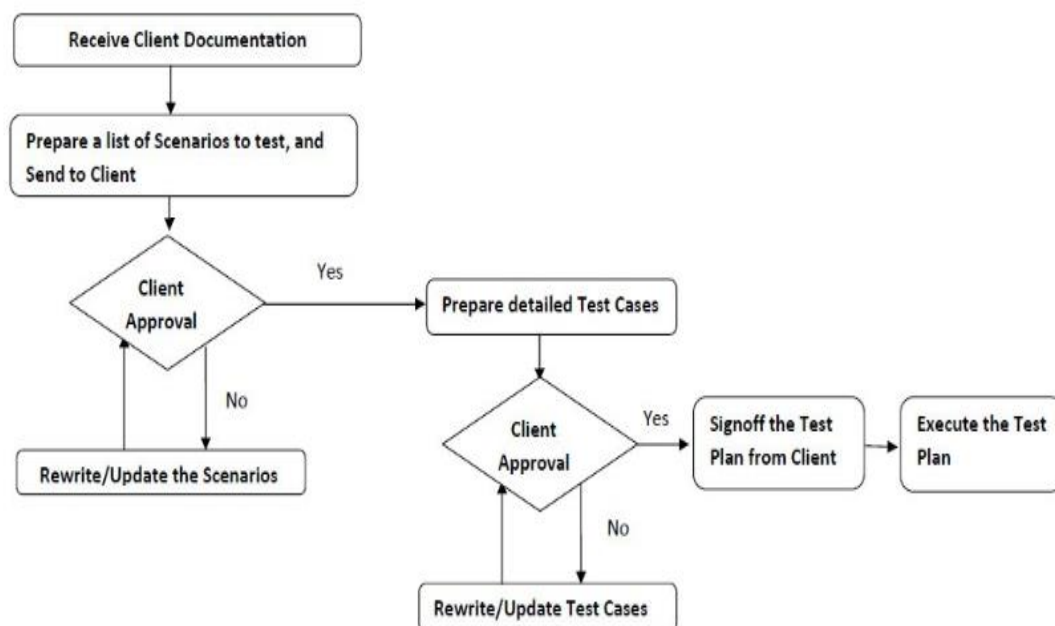 Receive Client Documentation
Prepare a list of Scenarios to test, and
Send to Client
Client
Approval
Yes
No
Rewrite/Update the Scenarios
Prepare detailed Test Cases
Client
Approval
Yes
No
Rewrite/Update Test Cases
Signoff the Test
Plan from Client
Execute the Test
Plan